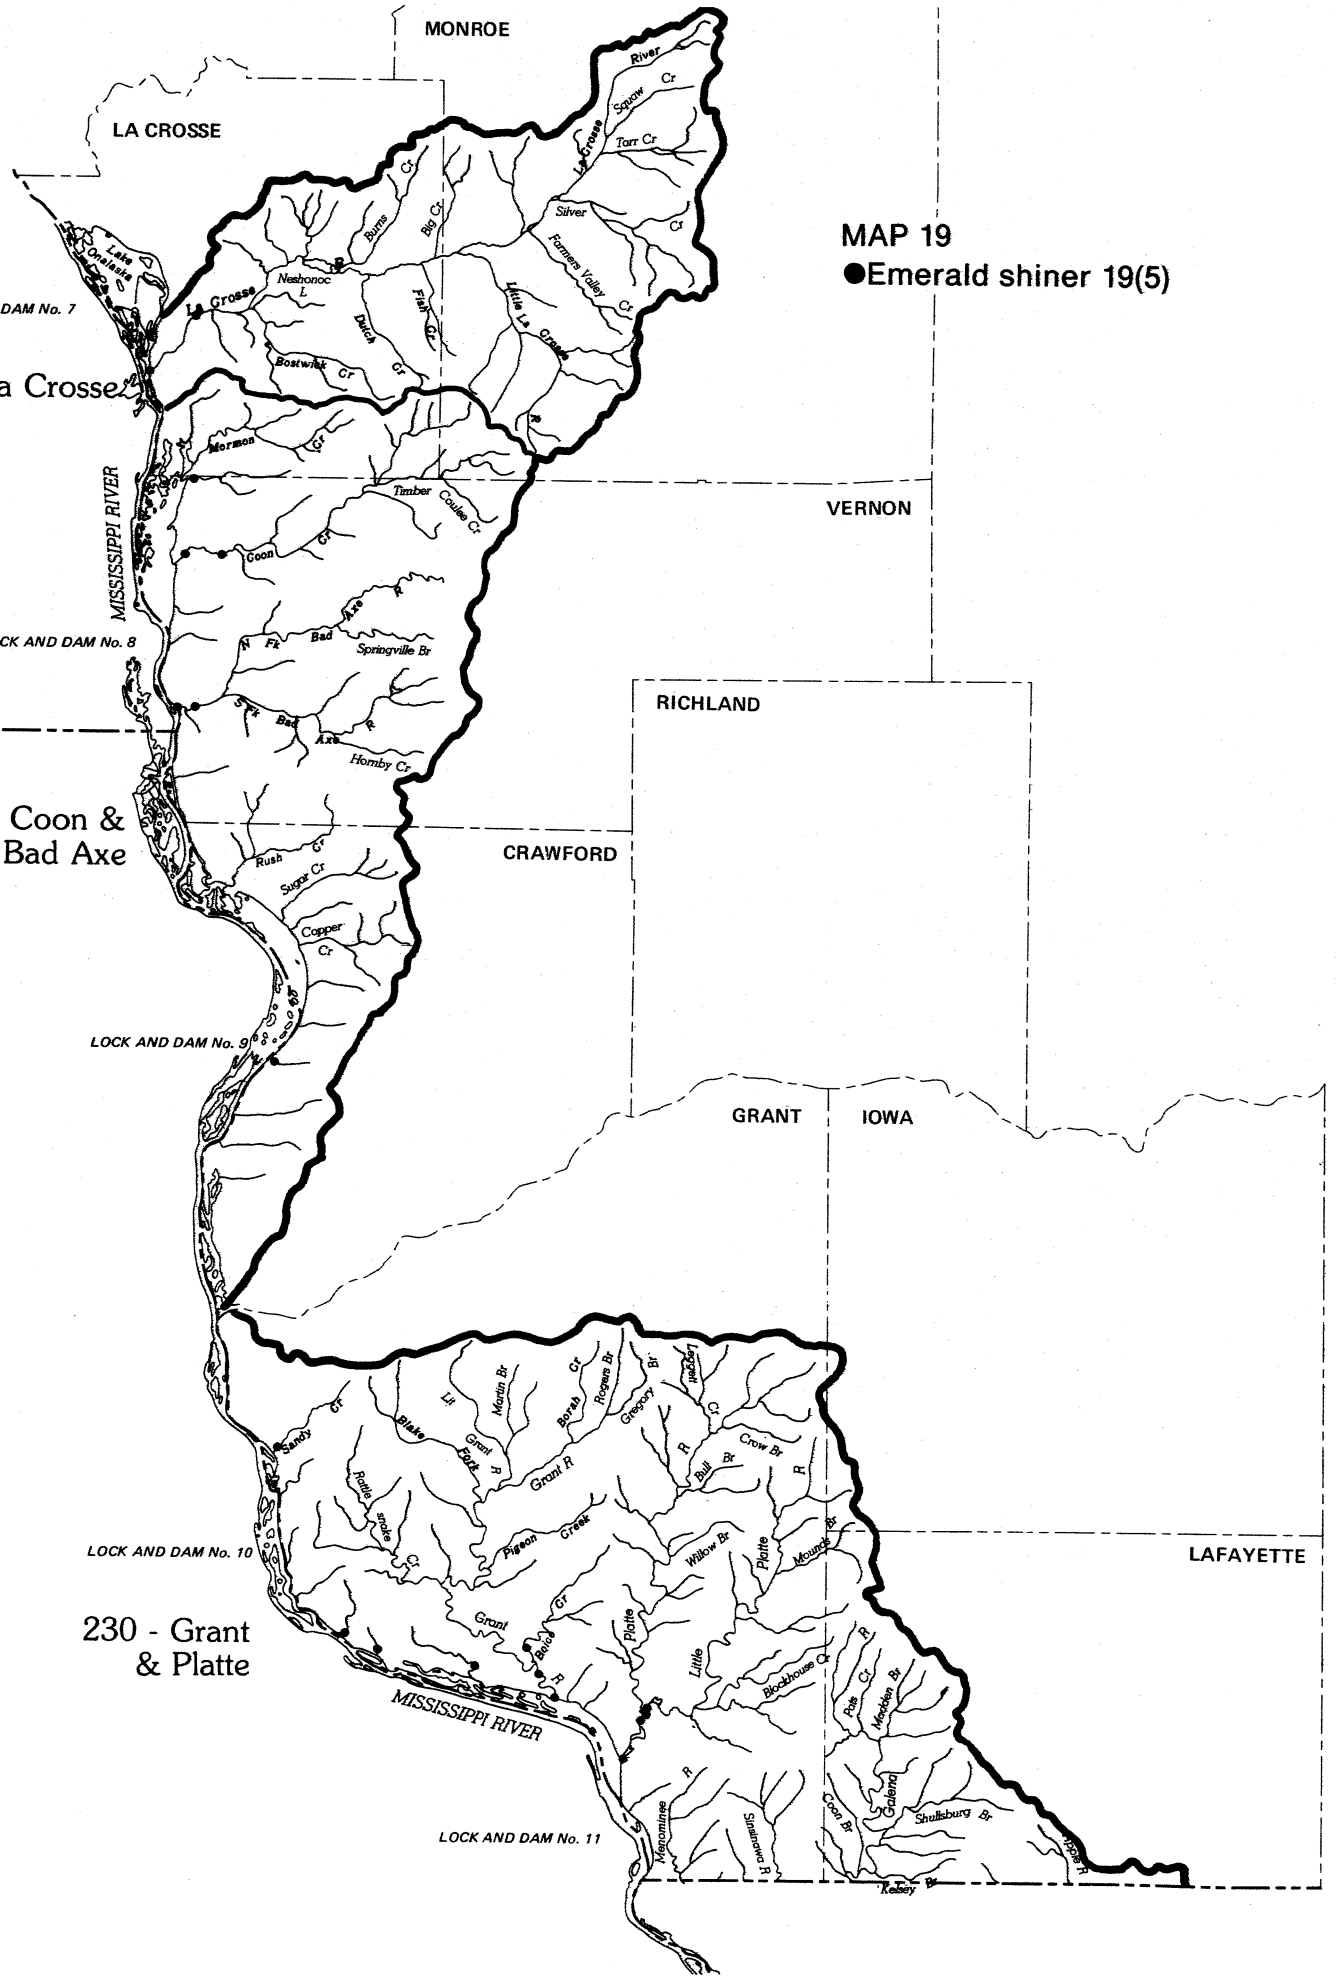 MONROE
LA CROSSE
River
Squaw Cr
La Crosse
Tarr Cr
Burns Cr
Big Cr
Silver Cr
Farmers Valley Cr
Lake
Onalaska
MAP 19
●Emerald shiner 19(5)
Neshonoc
L
La Crosse
Fish Cr
Dutch Cr
Little La Crosse R
Bostwick Cr
DAM No. 7
a Crosse
Mormon Cr
MISSISSIPPI RIVER
Timber
Coulee Cr
VERNON
Coon Cr
N Fk Bad Axe R
Springville Br
CK AND DAM No. 8
S Fk Bad Axe R
Hornby Cr
RICHLAND
Coon &
Bad Axe
CRAWFORD
Rush Cr
Sugar Cr
Copper
Cr
LOCK AND DAM No. 9
GRANT
IOWA
Sandy Cr
Blake Fork
Lit
Grant
R
Martin Br
Borah Cr
Rogers Br
Gregory Br
Leggett
Cr
Crow Br
Bull Br
R
R
Grant R
Rattle
snake
Cr
Pigeon Creek
Willow Br
Platte
Mounds Br
LOCK AND DAM No. 10
LAFAYETTE
230 - Grant
& Platte
Grant
R
Boice Cr
Platte
Little
Blockhouse Cr
Pats Cr
R
Madden Br
MISSISSIPPI RIVER
R
Menominee R
Sinsinawa R
Coon Br
Galena
Shullsburg Br
LOCK AND DAM No. 11
Kelsey Br